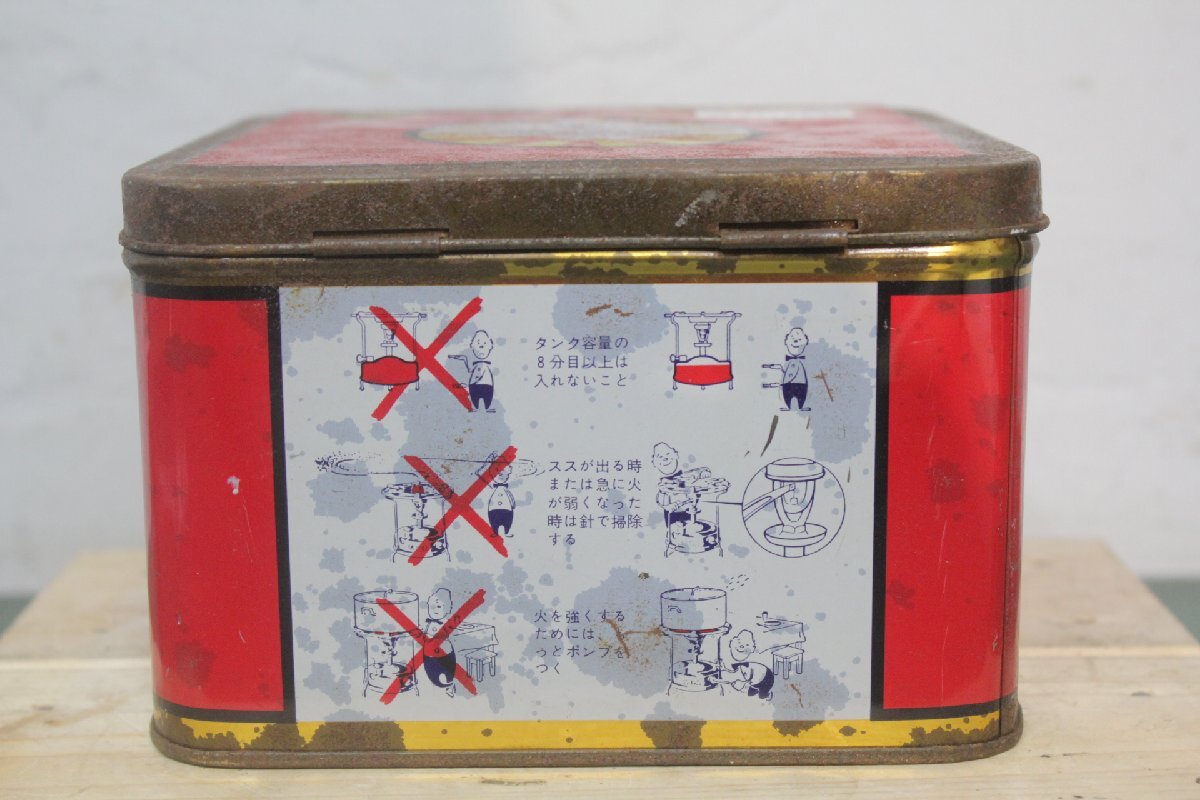 タンク容量の
8分目以上は
入れないこと
ススが出る時
または急に火
が弱くなった
時は針で掃除
する
火を強くする
ためには
っとポンプを
つく